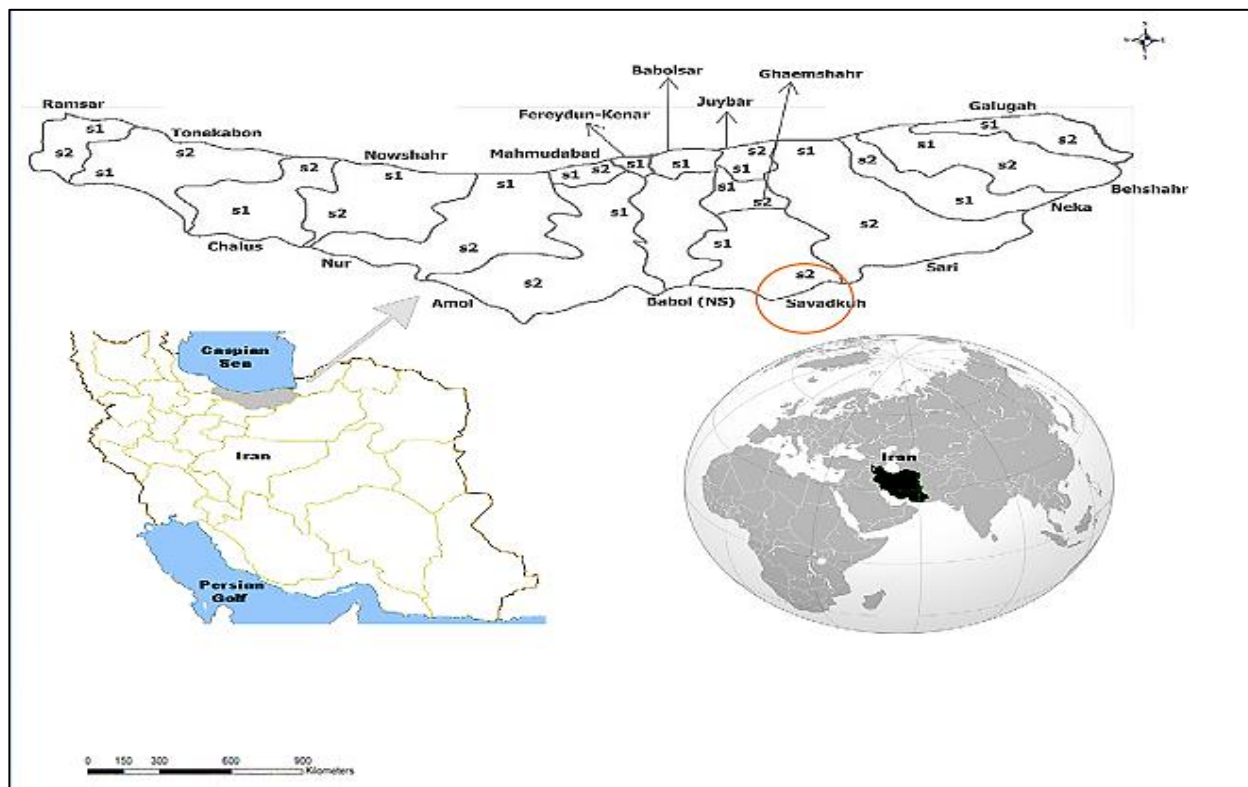 Babolsar
Ghaemshahr
Ramsar
Juybar
Galugah
Fereydun-Kenar
s1
Tonekabon
s2
s1
s2
s2
Nowshahr
Mahmudabad
s1
s1
s2
s1
s1
s2
s1
s1
s2
s2
s1
s2
s1
s1
s2
Behshahr
s1
s2
s1
s2
s1
Neka
s2
s1
s2
Chalus
Nur
s2
s2
Sari
Amol
Babol (NS)
Savadkuh
Caspian
Sea
Iran
Iran
Persian
Golf
0 150 300 600 900
Kilometers
N
S